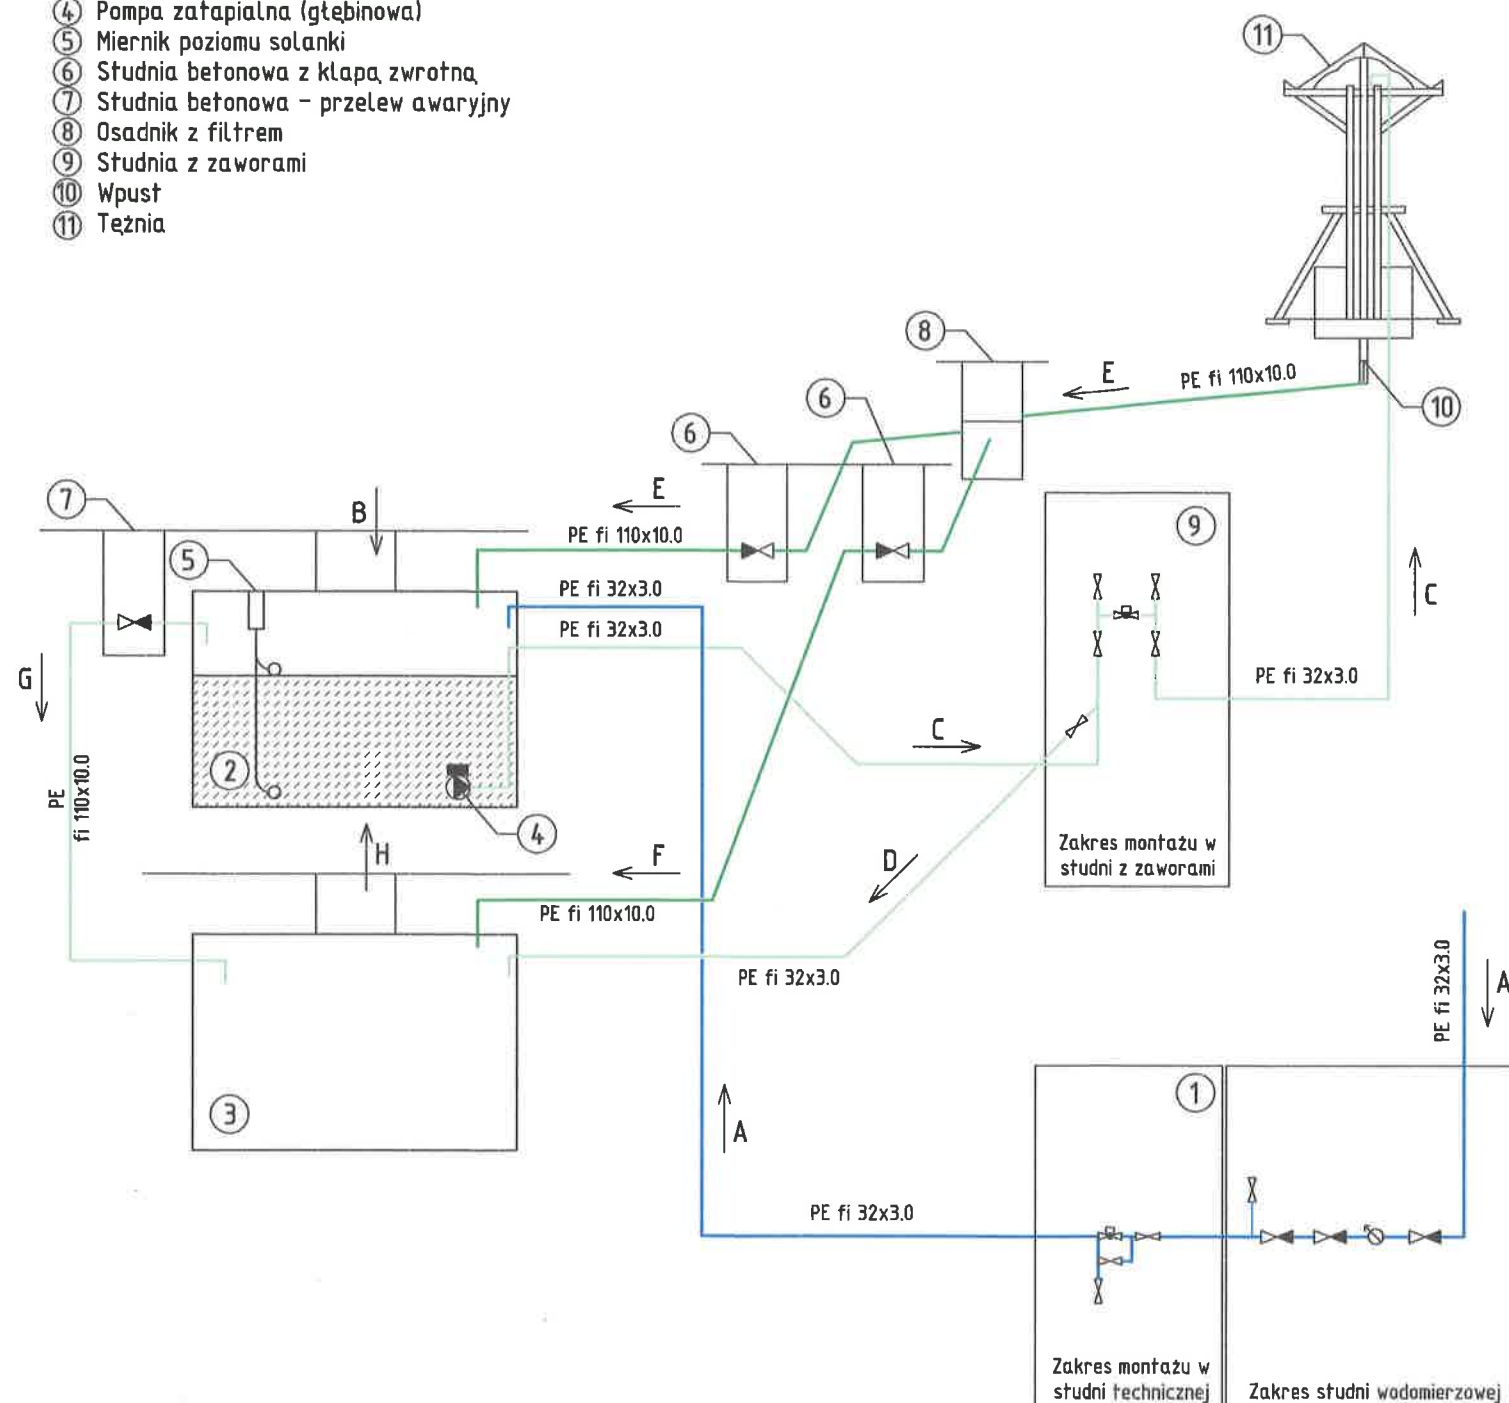 4 Pompa zatapialna (głębinowa)
5 Miernik poziomu solanki
6 Studnia betonowa z klapą zwrotną
7 Studnia betonowa - przelew awaryjny
8 Osadnik z filtrem
9 Studnia z zaworami
10 Wpust
11 Tężnia
11
8
E
PE fi 110x10.0
10
6
6
7
B
E
9
5
PE fi 110x10.0
PE fi 32x3.0
PE fi 32x3.0
C
G
PE fi 32x3.0
2
C
PE
fi 110x10.0
4
H
F
D
Zakres montażu w
studni z zaworami
PE fi 110x10.0
PE fi 32x3.0
PE fi 32x3.0
A
3
1
A
PE fi 32x3.0
Zakres montażu w
studni technicznej
Zakres studni wodomierzowej